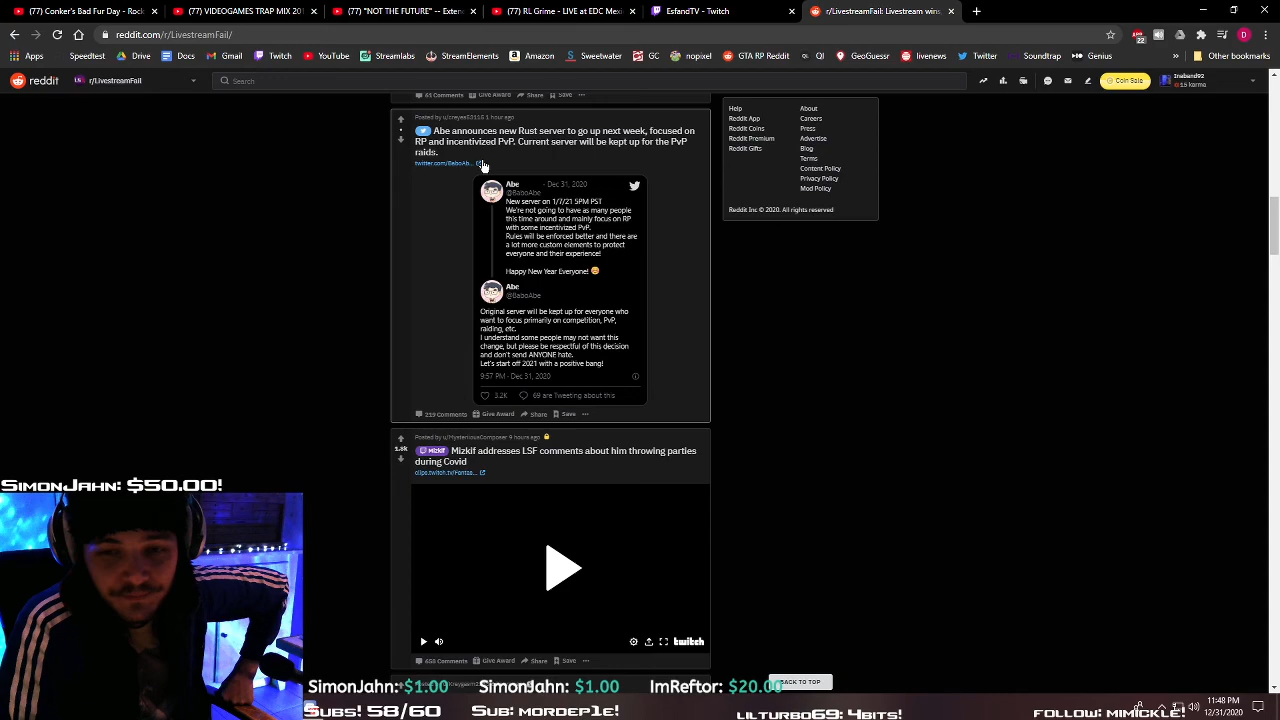 (77) Conker's Bad Fur Day - Rock
(77) VIDEOGAMES TRAP MIX 20
(77) "NOT THE FUTURE" -- Exten
(77) RL Grime - LIVE at EDC Mexi
EsfandTV - Twitch
r/LivestreamFail: Livestream win
reddit.com/r/LivestreamFail/
Apps Speedtest Drive Docs Gmail Twitch YouTube Streamlabs StreamElements Amazon Sweetwater GC nopixel GTA RP Reddit QR GeoGuessr livenews Twitter Soundtrap Genius
reddit r/LivestreamFail Search Coin Sale Inaband92
15 karma
61 Comments Give Award Share Save
Posted by u/creyes53115 1 hour ago
Abe announces new Rust server to go up next week, focused on
RP and incentivized PvP. Current server will be kept up for the PvP
raids.
twitter.com/BaboAb...
Abe - Dec 31, 2020
@BaboAbe
New server on 1/7/21 5PM PST
We're not going to have as many people
this time around and mainly focus on RP
with some incentivized PvP.
Rules will be enforced better and there are
a lot more custom elements to protect
everyone and their experience!
Happy New Year Everyone!
Abe
@BaboAbe
Original server will be kept up for everyone who
want to focus primarily on competition, PvP,
raiding, etc.
I understand some people may not want this
change, but please be respectful of this decision
and don't send ANYONE hate.
Let's start off 2021 with a positive bang!
9:57 PM - Dec 31, 2020
3.2K 69 are Tweeting about this
219 Comments Give Award Share Save
Help About
Reddit App Careers
Reddit Coins Press
Reddit Premium Advertise
Reddit Gifts Blog
Terms
Content Policy
Privacy Policy
Mod Policy
Reddit Inc © 2020. All rights reserved
Posted by u/MysteriousComposer 9 hours ago
1.8k
Mizkif Mizkif addresses LSF comments about him throwing parties
during Covid
clips.twitch.tv/Fantas...
twitch
658 Comments Give Award Share Save
BACK TO TOP
SimonJahn: $50.00!
SimonJahn: $1.00 SimonJahn: $1.00 ImReftor: $20.00
Subs! 58/60 Sub: mordep1e! lilturbo69: 4bits! Follow: Mimickle!
11:48 PM
12/31/2020